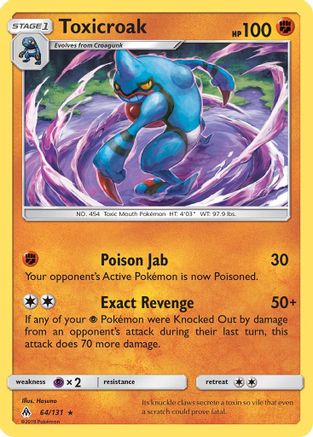 STAGE 1
Toxicroak
HP 100
Evolves from Croagunk
NO. 454 Toxic Mouth Pokémon HT: 4'03" WT: 97.9 lbs.
Poison Jab 30
Your opponent's Active Pokémon is now Poisoned.
Exact Revenge 50+
If any of your Pokémon were Knocked Out by damage
from an opponent's attack during their last turn, this
attack does 70 more damage.
weakness ×2 resistance retreat
Illus. Hasuno
64/131 ★
©2018 Pokémon
Its knuckle claws secrete a toxin so vile that even
a scratch could prove fatal.